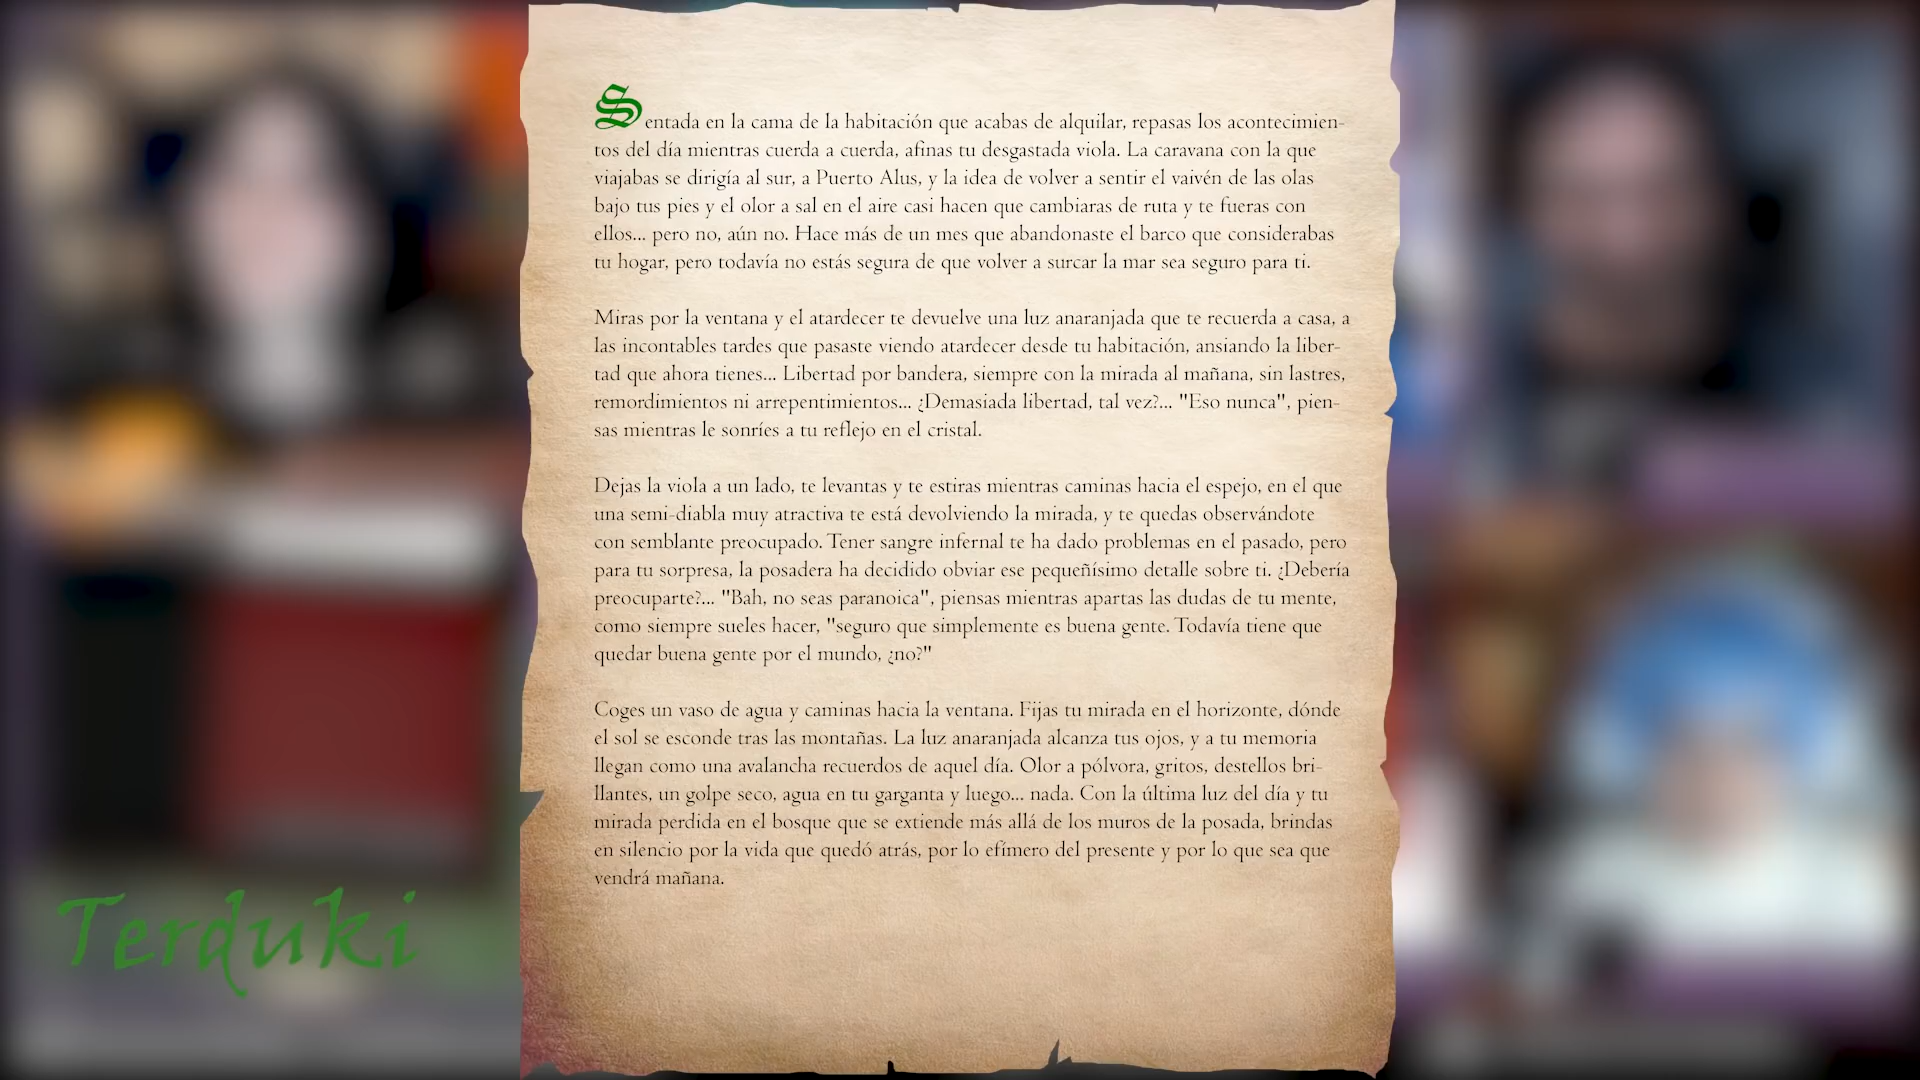 Sentada en la cama de la habitación que acabas de alquilar, repasas los acontecimien-
tos del día mientras cuerda a cuerda, afinas tu desgastada viola. La caravana con la que
viajabas se dirigía al sur, a Puerto Alus, y la idea de volver a sentir el vaivén de las olas
bajo tus pies y el olor a sal en el aire casi hacen que cambiaras de ruta y te fueras con
ellos... pero no, aún no. Hace más de un mes que abandonaste el barco que considerabas
tu hogar, pero todavía no estás segura de que volver a surcar la mar sea seguro para ti.

Miras por la ventana y el atardecer te devuelve una luz anaranjada que te recuerda a casa, a
las incontables tardes que pasaste viendo atardecer desde tu habitación, ansiando la liber-
tad que ahora tienes... Libertad por bandera, siempre con la mirada al mañana, sin lastres,
remordimientos ni arrepentimientos... ¿Demasiada libertad, tal vez?... "Eso nunca", pien-
sas mientras le sonríes a tu reflejo en el cristal.

Dejas la viola a un lado, te levantas y te estiras mientras caminas hacia el espejo, en el que
una semi-diabla muy atractiva te está devolviendo la mirada, y te quedas observándote
con semblante preocupado. Tener sangre infernal te ha dado problemas en el pasado, pero
para tu sorpresa, la posadera ha decidido obviar ese pequeñísimo detalle sobre ti. ¿Debería
preocuparte?... "Bah, no seas paranoica", piensas mientras apartas las dudas de tu mente,
como siempre sueles hacer, "seguro que simplemente es buena gente. Todavía tiene que
quedar buena gente por el mundo, ¿no?"

Coges un vaso de agua y caminas hacia la ventana. Fijas tu mirada en el horizonte, dónde
el sol se esconde tras las montañas. La luz anaranjada alcanza tus ojos, y a tu memoria
llegan como una avalancha recuerdos de aquel día. Olor a pólvora, gritos, destellos bri-
llantes, un golpe seco, agua en tu garganta y luego... nada. Con la última luz del día y tu
mirada perdida en el bosque que se extiende más allá de los muros de la posada, brindas
en silencio por la vida que quedó atrás, por lo efímero del presente y por lo que sea que
vendrá mañana.

Terduki